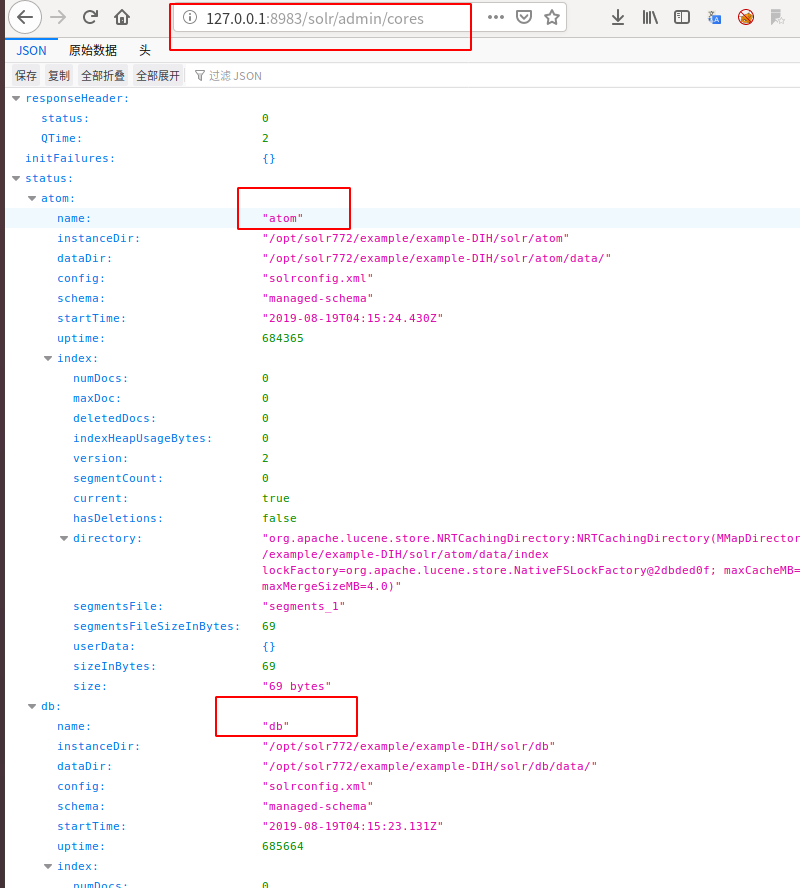 127.0.0.1:8983/solr/admin/cores
JSON 原始数据 头
保存 复制 全部折叠 全部展开 过滤 JSON
responseHeader:
status: 0
QTime: 2
initFailures: {}
status:
atom:
name: "atom"
instanceDir: "/opt/solr772/example/example-DIH/solr/atom"
dataDir: "/opt/solr772/example/example-DIH/solr/atom/data/"
config: "solrconfig.xml"
schema: "managed-schema"
startTime: "2019-08-19T04:15:24.430Z"
uptime: 684365
index:
numDocs: 0
maxDoc: 0
deletedDocs: 0
indexHeapUsageBytes: 0
version: 2
segmentCount: 0
current: true
hasDeletions: false
directory: "org.apache.lucene.store.NRTCachingDirectory:NRTCachingDirectory(MMapDirector
/example/example-DIH/solr/atom/data/index
lockFactory=org.apache.lucene.store.NativeFSLockFactory@2dbded0f; maxCacheMB=
maxMergeSizeMB=4.0)"
segmentsFile: "segments_1"
segmentsFileSizeInBytes: 69
userData: {}
sizeInBytes: 69
size: "69 bytes"
db:
name: "db"
instanceDir: "/opt/solr772/example/example-DIH/solr/db"
dataDir: "/opt/solr772/example/example-DIH/solr/db/data/"
config: "solrconfig.xml"
schema: "managed-schema"
startTime: "2019-08-19T04:15:23.131Z"
uptime: 685664
index:
numDocs: 0